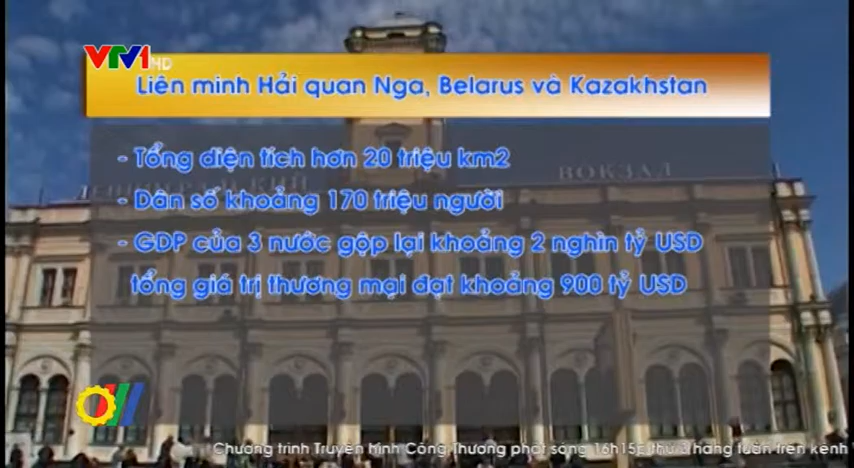 VTV1 HD
Liên minh Hải quan Nga, Belarus và Kazakhstan
- Tổng diện tích hơn 20 triệu km2
ЛЕНИНГРАДСКИЙ ВОКЗАЛ
- Dân số khoảng 170 triệu người
- GDP của 3 nước gộp lại khoảng 2 nghìn tỷ USD
tổng giá trị thương mại đạt khoảng 900 tỷ USD
Chương trình Truyền hình Công Thương phát sóng 16h15p thứ hàng tuần trên kênh